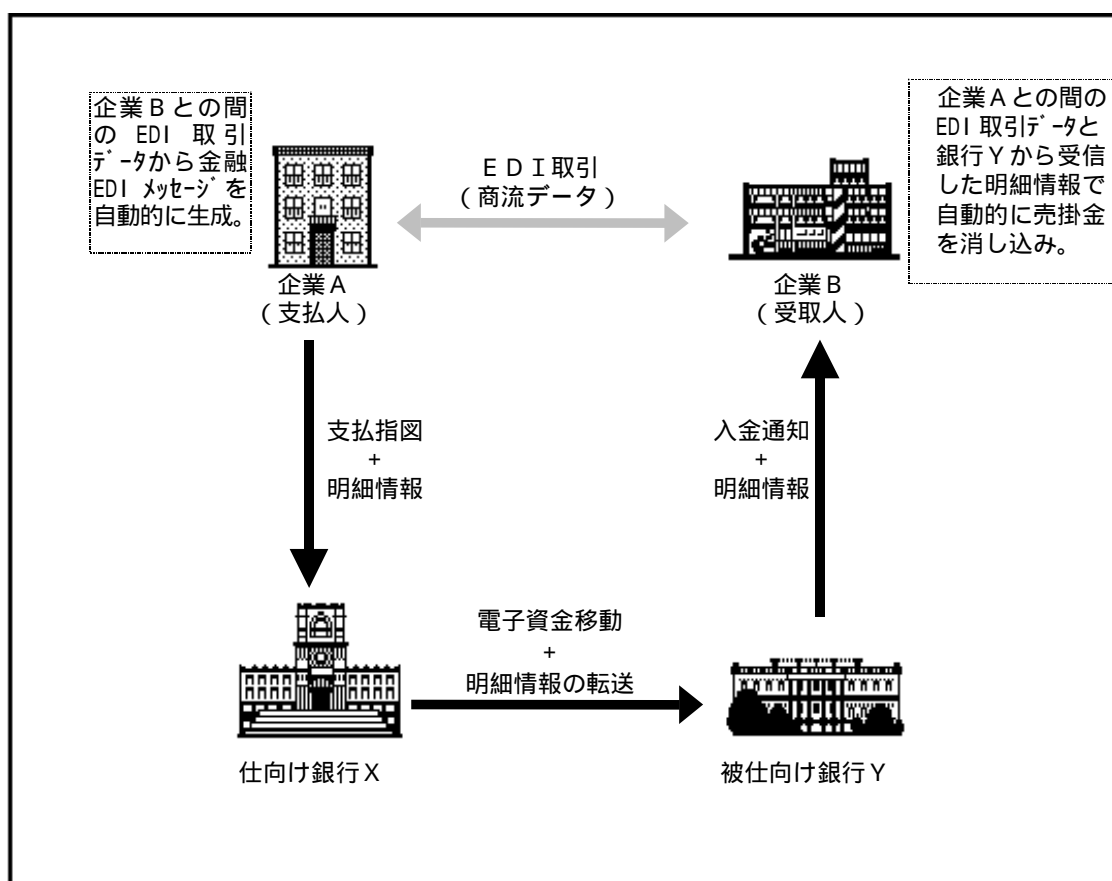 企業Ｂとの間
の EDI 取引
ﾃﾞｰﾀから金融
EDI ﾒｯｾｰｼﾞを
自動的に生成。
ＥＤＩ取引
（商流データ）
企業Ａとの間の
EDI 取引ﾃﾞｰﾀと
銀行Ｙから受信
した明細情報で
自動的に売掛金
を消し込み。
企業Ａ
（支払人）
企業Ｂ
（受取人）
支払指図
+
明細情報
入金通知
+
明細情報
電子資金移動
+
明細情報の転送
仕向け銀行Ｘ
被仕向け銀行Ｙ